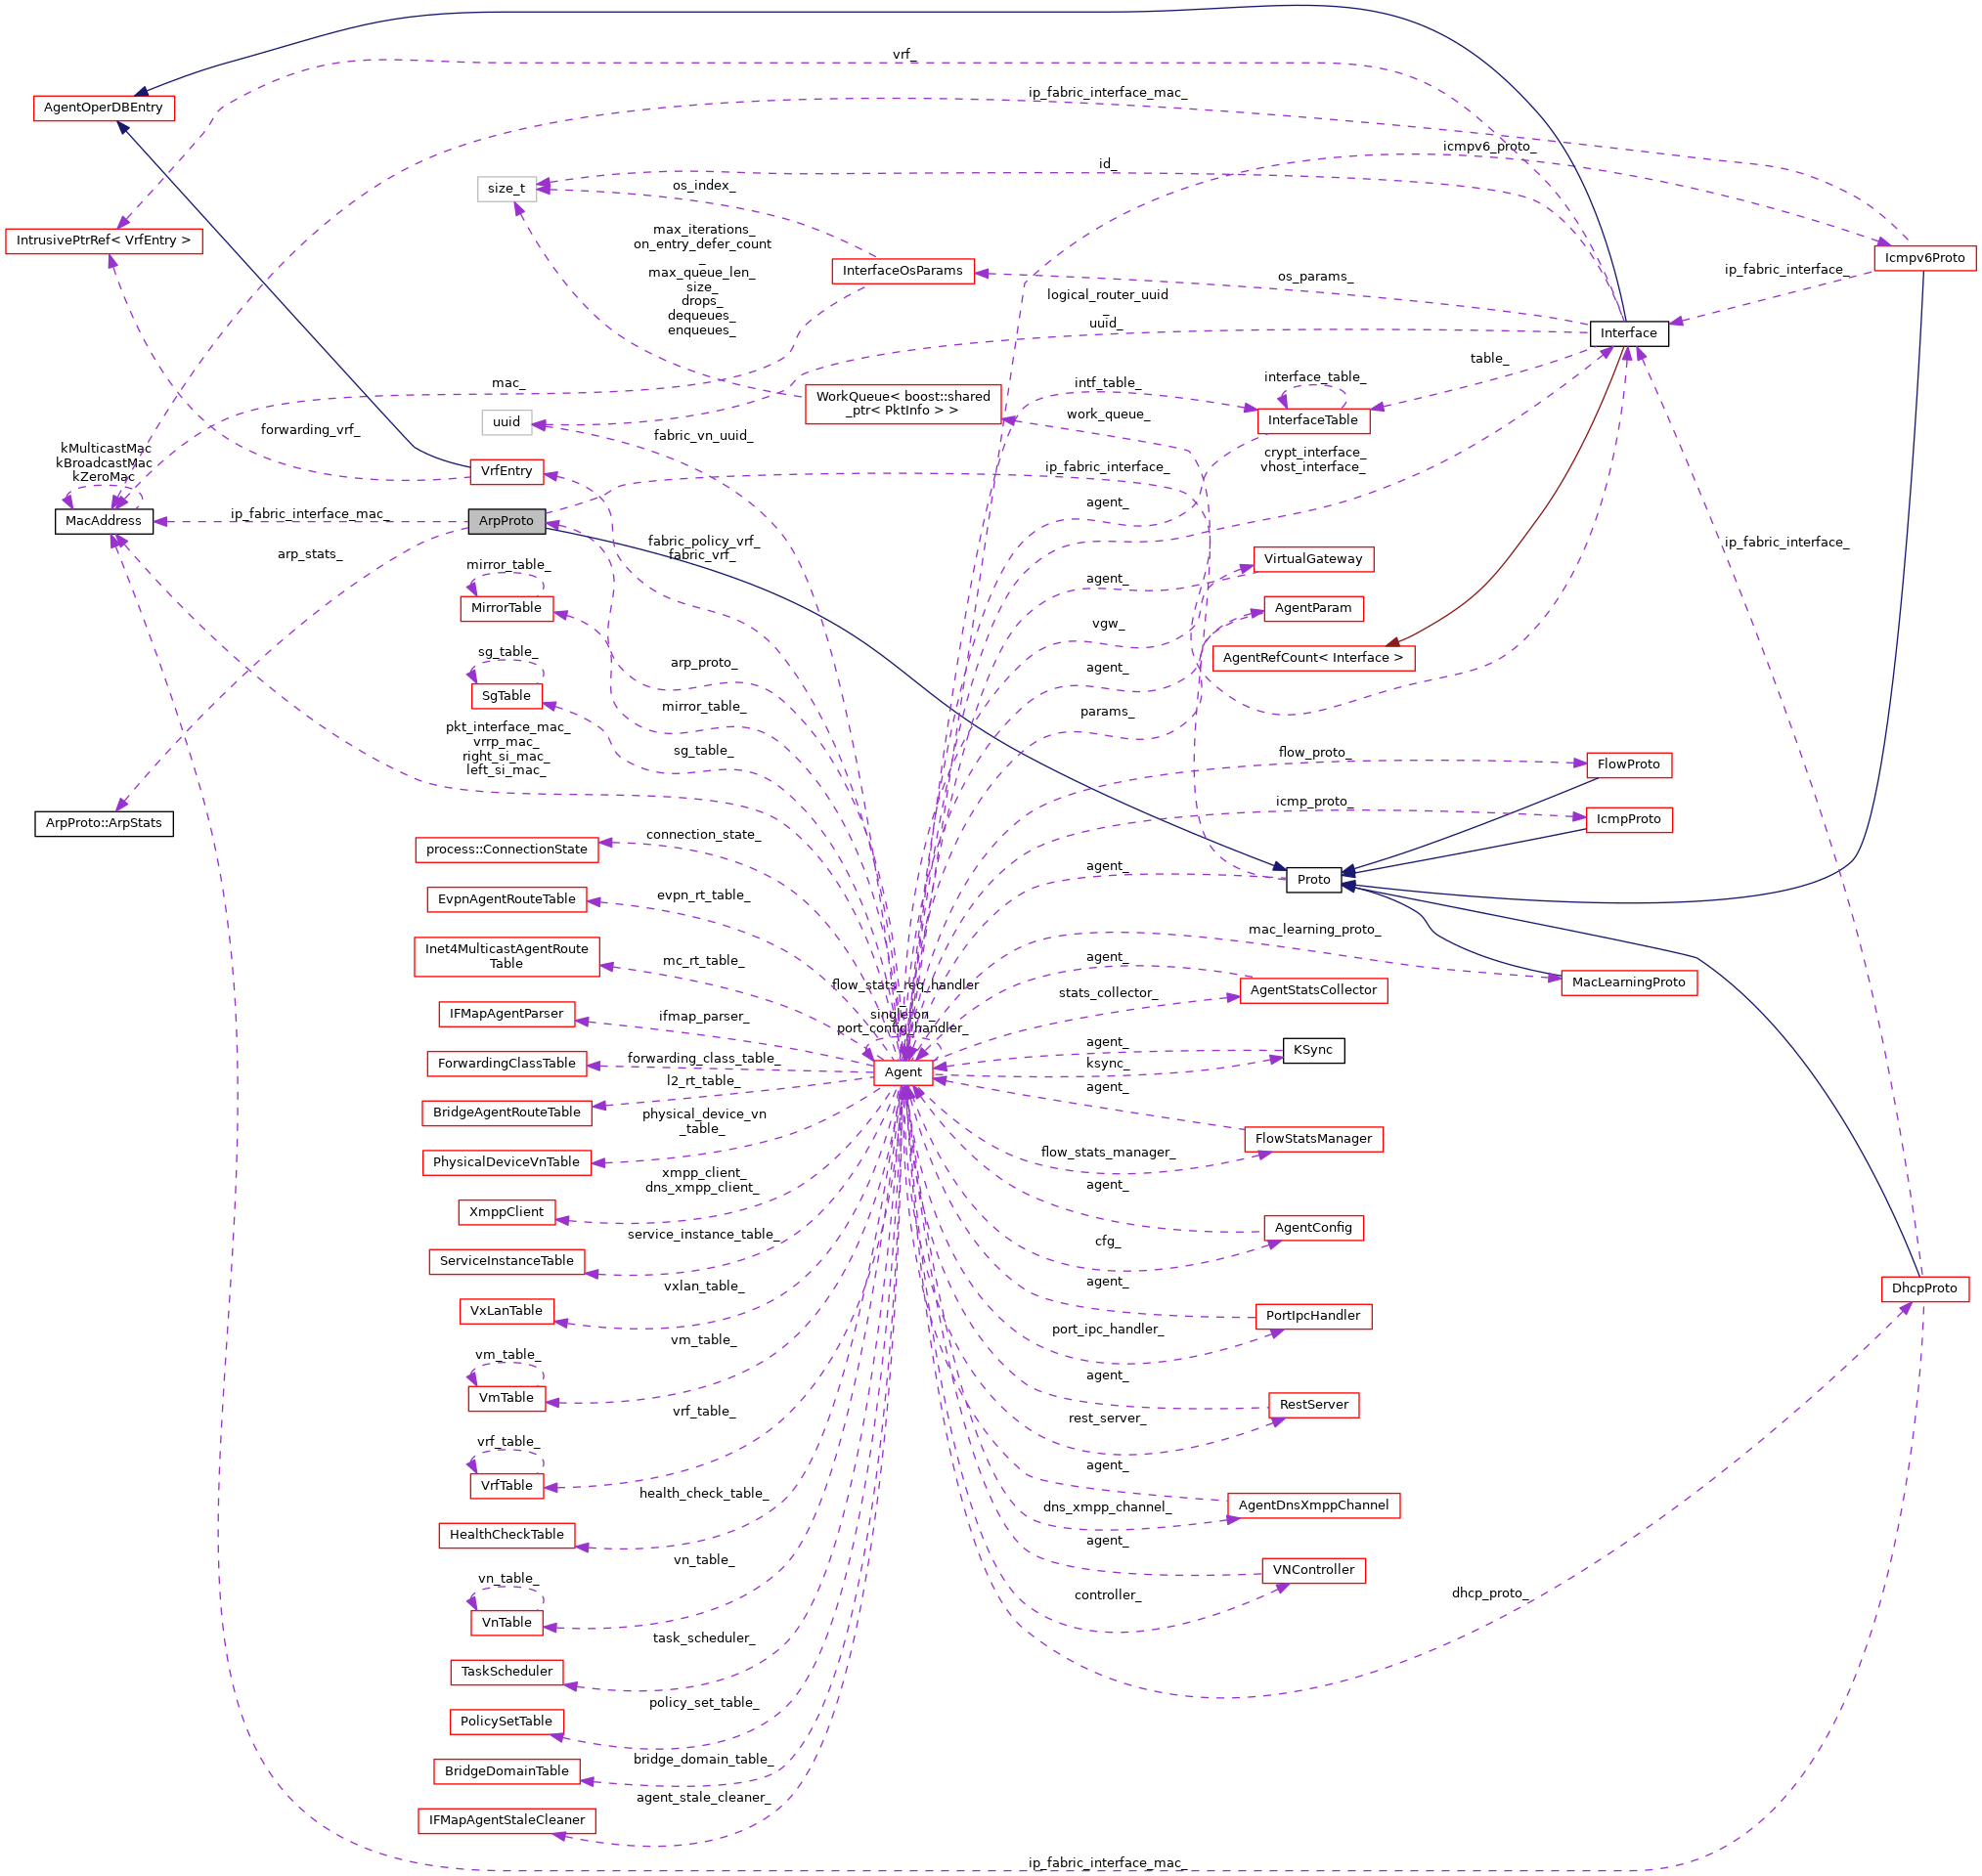 vrf_
ip_fabric_interface_mac_
AgentOperDBEntry
icmpv6_proto_
id_
os_index_
size_t
max_iterations_
on_entry_defer_count
_
max_queue_len_
size_
drops_
dequeues_
enqueues_
IntrusivePtrRef< VrfEntry >
Icmpv6Proto
InterfaceOsParams
ip_fabric_interface_
os_params_
logical_router_uuid
_
uuid_
Interface
table_
interface_table_
intf_table_
mac_
WorkQueue< boost::shared
_ptr< PktInfo > >
work_queue_
InterfaceTable
uuid
forwarding_vrf_
fabric_vn_uuid_
kMulticastMac
kBroadcastMac
kZeroMac
crypt_interface_
vhost_interface_
ip_fabric_interface_
VrfEntry
agent_
MacAddress
ip_fabric_interface_mac_
ArpProto
fabric_policy_vrf_
fabric_vrf_
ip_fabric_interface_
arp_stats_
mirror_table_
VirtualGateway
agent_
MirrorTable
AgentParam
vgw_
sg_table_
arp_proto_
agent_
AgentRefCount< Interface >
SgTable
mirror_table_
params_
pkt_interface_mac_
vrrp_mac_
right_si_mac_
left_si_mac_
sg_table_
flow_proto_
FlowProto
icmp_proto_
IcmpProto
ArpProto::ArpStats
connection_state_
process::ConnectionState
agent_
Proto
evpn_rt_table_
EvpnAgentRouteTable
mac_learning_proto_
Inet4MulticastAgentRoute
Table
mc_rt_table_
agent_
MacLearningProto
flow_stats_req_handler
_
singleton_
port_config_handler_
stats_collector_
AgentStatsCollector
IFMapAgentParser
ifmap_parser_
agent_
KSync
ForwardingClassTable
forwarding_class_table_
ksync_
Agent
l2_rt_table_
agent_
BridgeAgentRouteTable
physical_device_vn
_table_
FlowStatsManager
flow_stats_manager_
PhysicalDeviceVnTable
xmpp_client_
dns_xmpp_client_
agent_
XmppClient
AgentConfig
service_instance_table_
cfg_
ServiceInstanceTable
vxlan_table_
agent_
DhcpProto
VxLanTable
PortIpcHandler
port_ipc_handler_
vm_table_
vm_table_
agent_
VmTable
RestServer
vrf_table_
rest_server_
vrf_table_
agent_
VrfTable
health_check_table_
dns_xmpp_channel_
AgentDnsXmppChannel
HealthCheckTable
agent_
vn_table_
VNController
vn_table_
controller_
dhcp_proto_
VnTable
task_scheduler_
TaskScheduler
policy_set_table_
PolicySetTable
bridge_domain_table_
BridgeDomainTable
agent_stale_cleaner_
IFMapAgentStaleCleaner
ip_fabric_interface_mac_